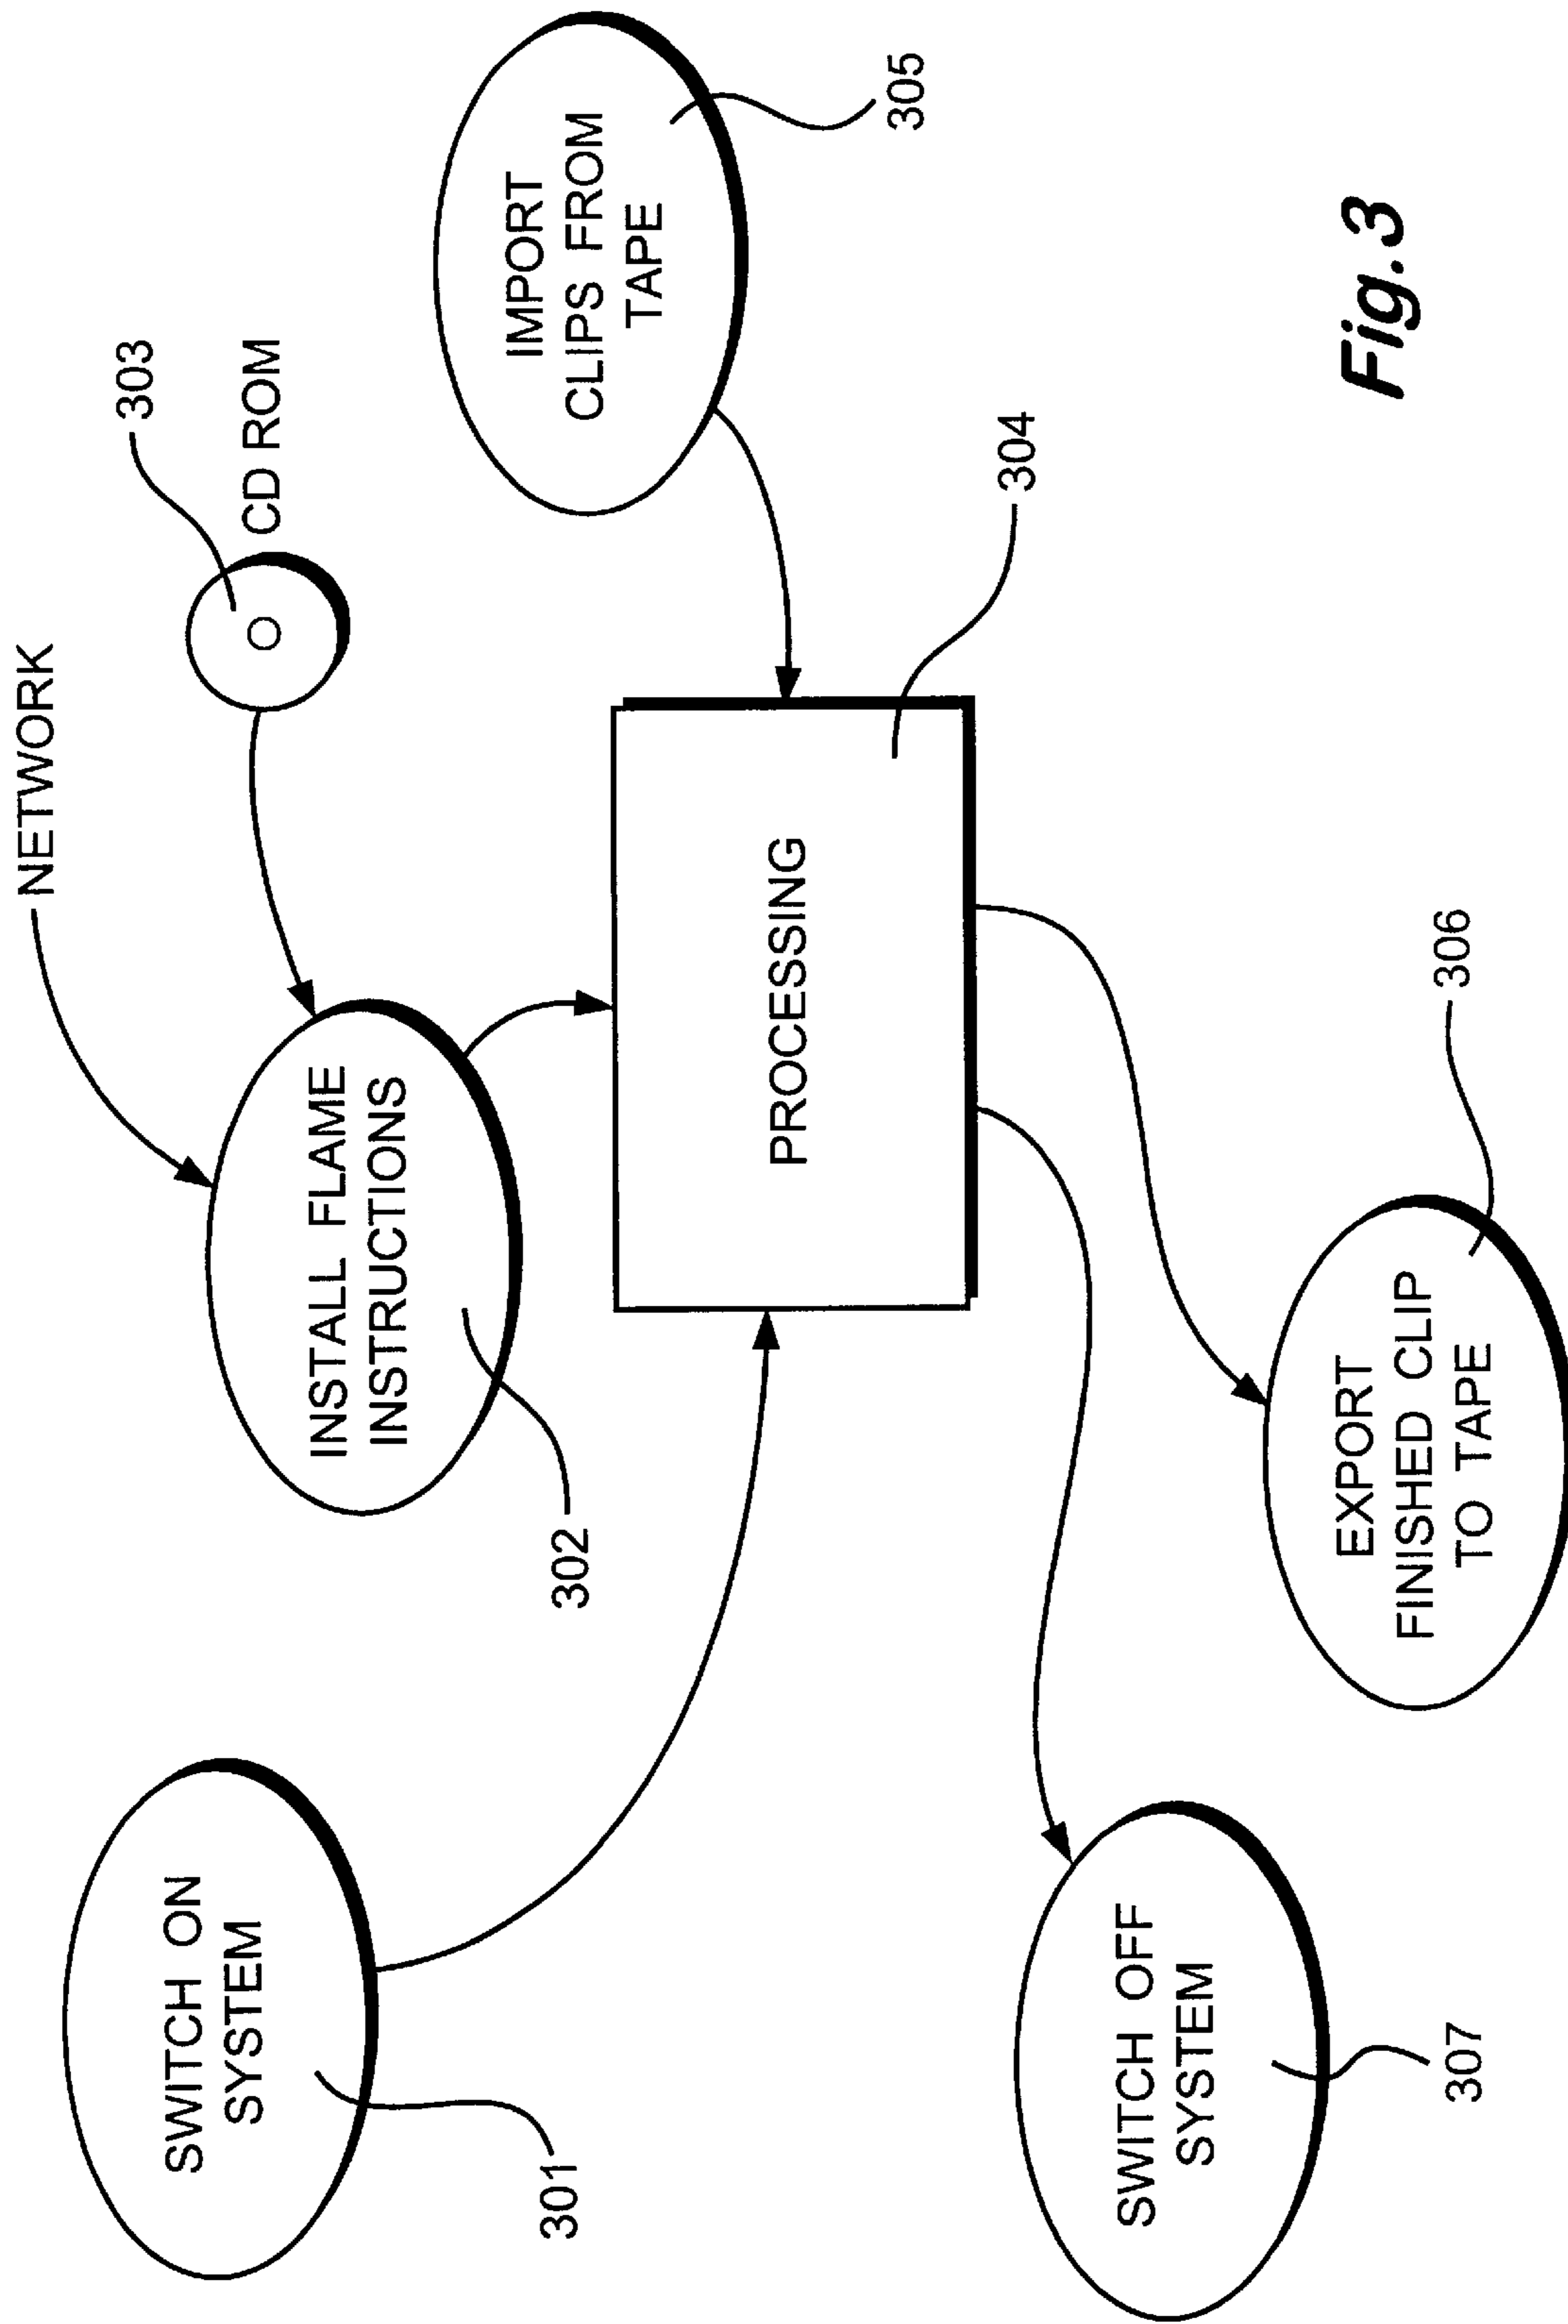 NETWORK
303
CD ROM
SWITCH ON
SYSTEM
301
INSTALL FLAME
INSTRUCTIONS
302
IMPORT
CLIPS FROM
TAPE
305
PROCESSING
304
SWITCH OFF
SYSTEM
307
EXPORT
FINISHED CLIP
TO TAPE
306
Fig.3